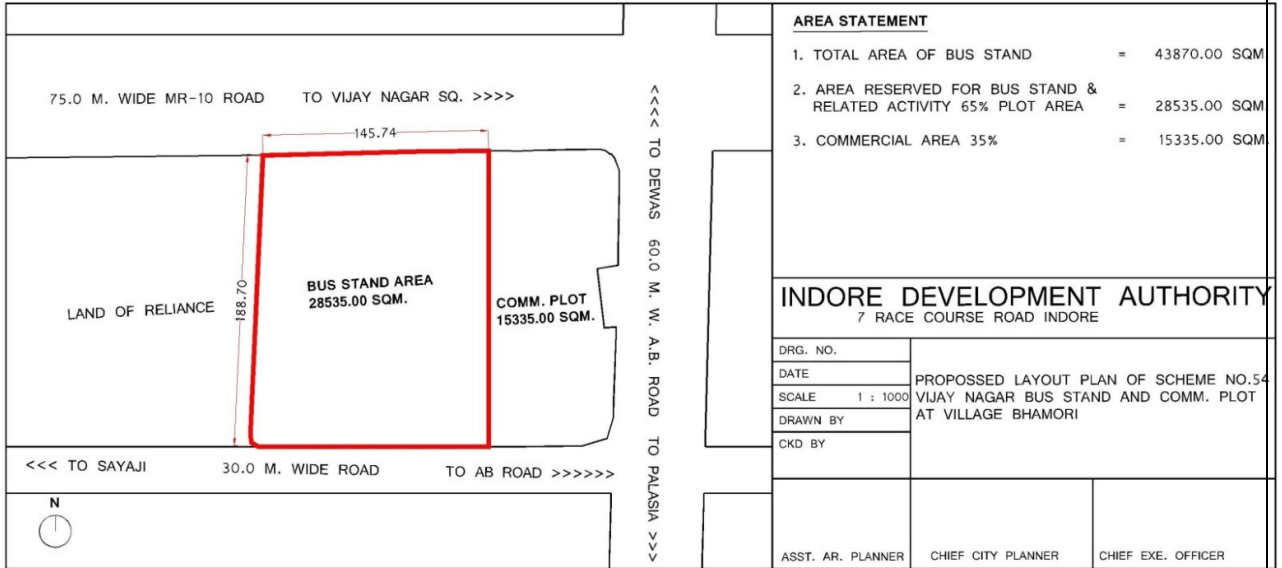 75.0 M. WIDE MR-10 ROAD TO VIJAY NAGAR SQ. >>>>
145.74
188.70
LAND OF RELIANCE
BUS STAND AREA
28535.00 SQM.
COMM. PLOT
15335.00 SQM.
<<<< TO DEWAS 60.0 M. W. A.B. ROAD TO PALASIA >>>
<<< TO SAYAJI 30.0 M. WIDE ROAD TO AB ROAD >>>>>>
N
AREA STATEMENT
1. TOTAL AREA OF BUS STAND = 43870.00 SQM.
2. AREA RESERVED FOR BUS STAND &
RELATED ACTIVITY 65% PLOT AREA = 28535.00 SQM.
3. COMMERCIAL AREA 35% = 15335.00 SQM.
INDORE DEVELOPMENT AUTHORITY
7 RACE COURSE ROAD INDORE
DRG. NO.
DATE
SCALE 1 : 1000
DRAWN BY
CKD BY
PROPOSSED LAYOUT PLAN OF SCHEME NO.54
VIJAY NAGAR BUS STAND AND COMM. PLOT
AT VILLAGE BHAMORI
ASST. AR. PLANNER
CHIEF CITY PLANNER
CHIEF EXE. OFFICER